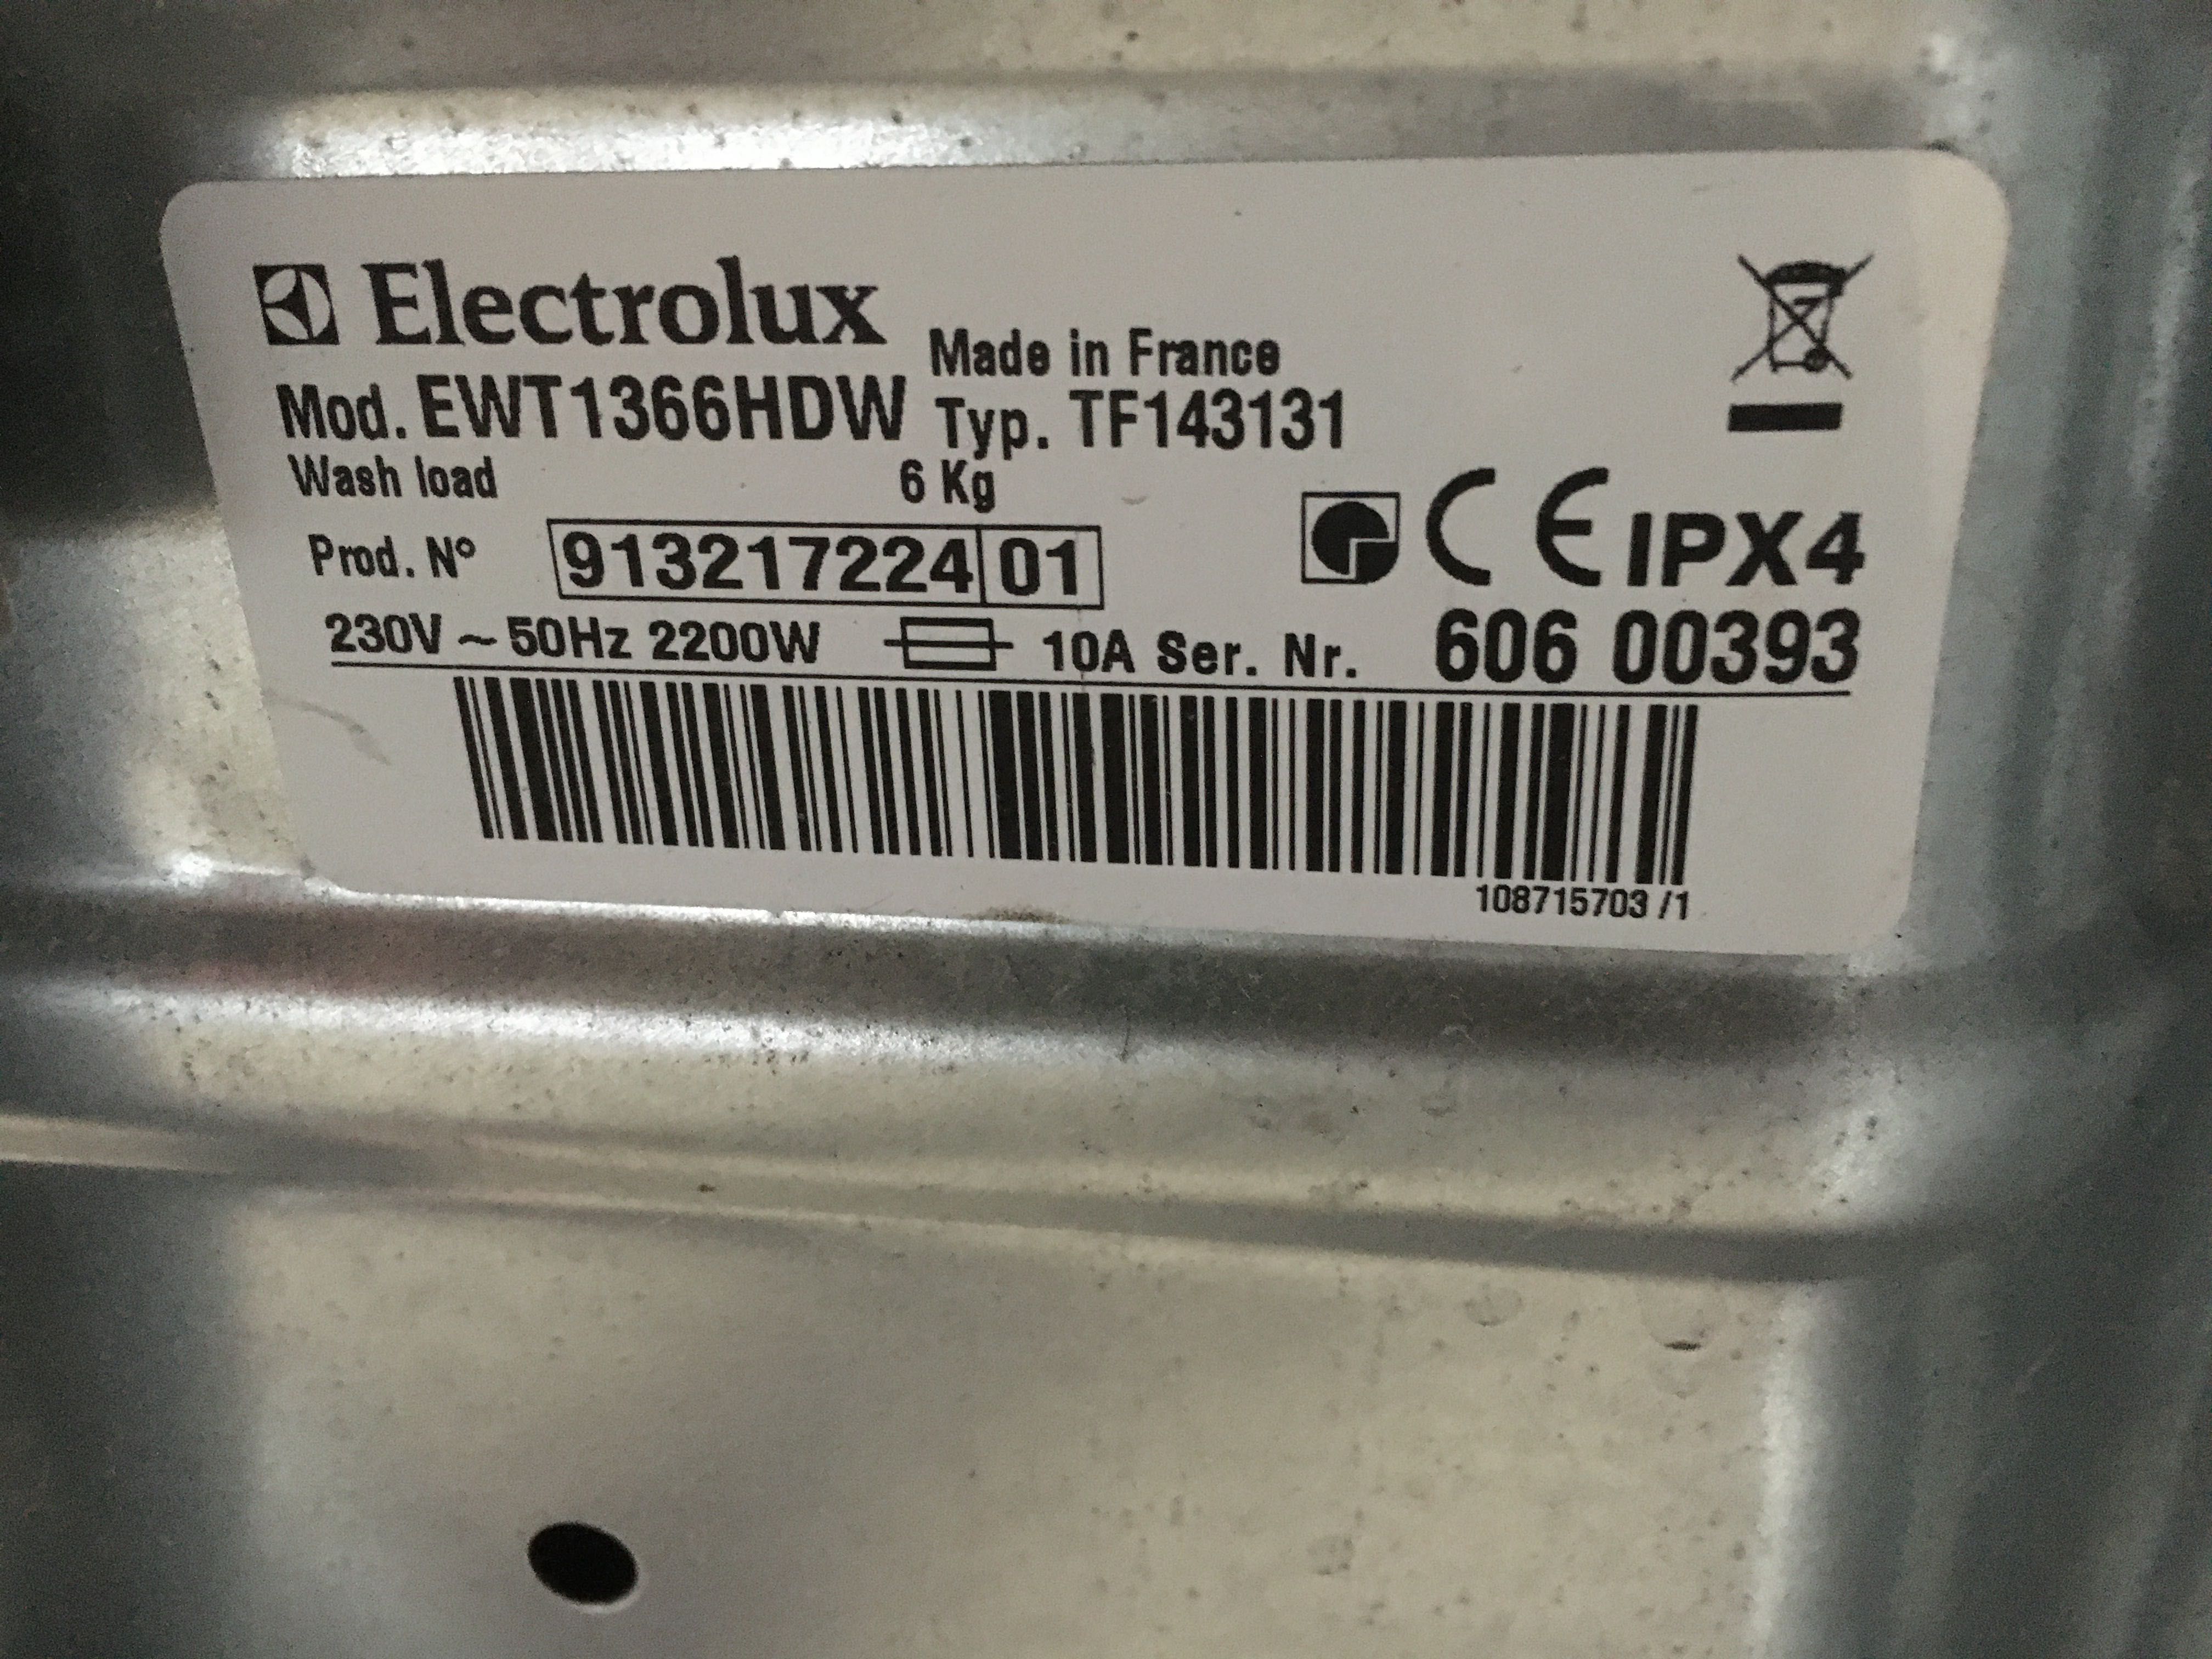 Electrolux Made in France
Mod. EWT1366HDW Typ. TF143131
Wash load 6 Kg
Prod. N° 913217224 01 CE IPX4
230V ~ 50Hz 2200W 10A Ser. Nr. 606 00393
108715703 /1